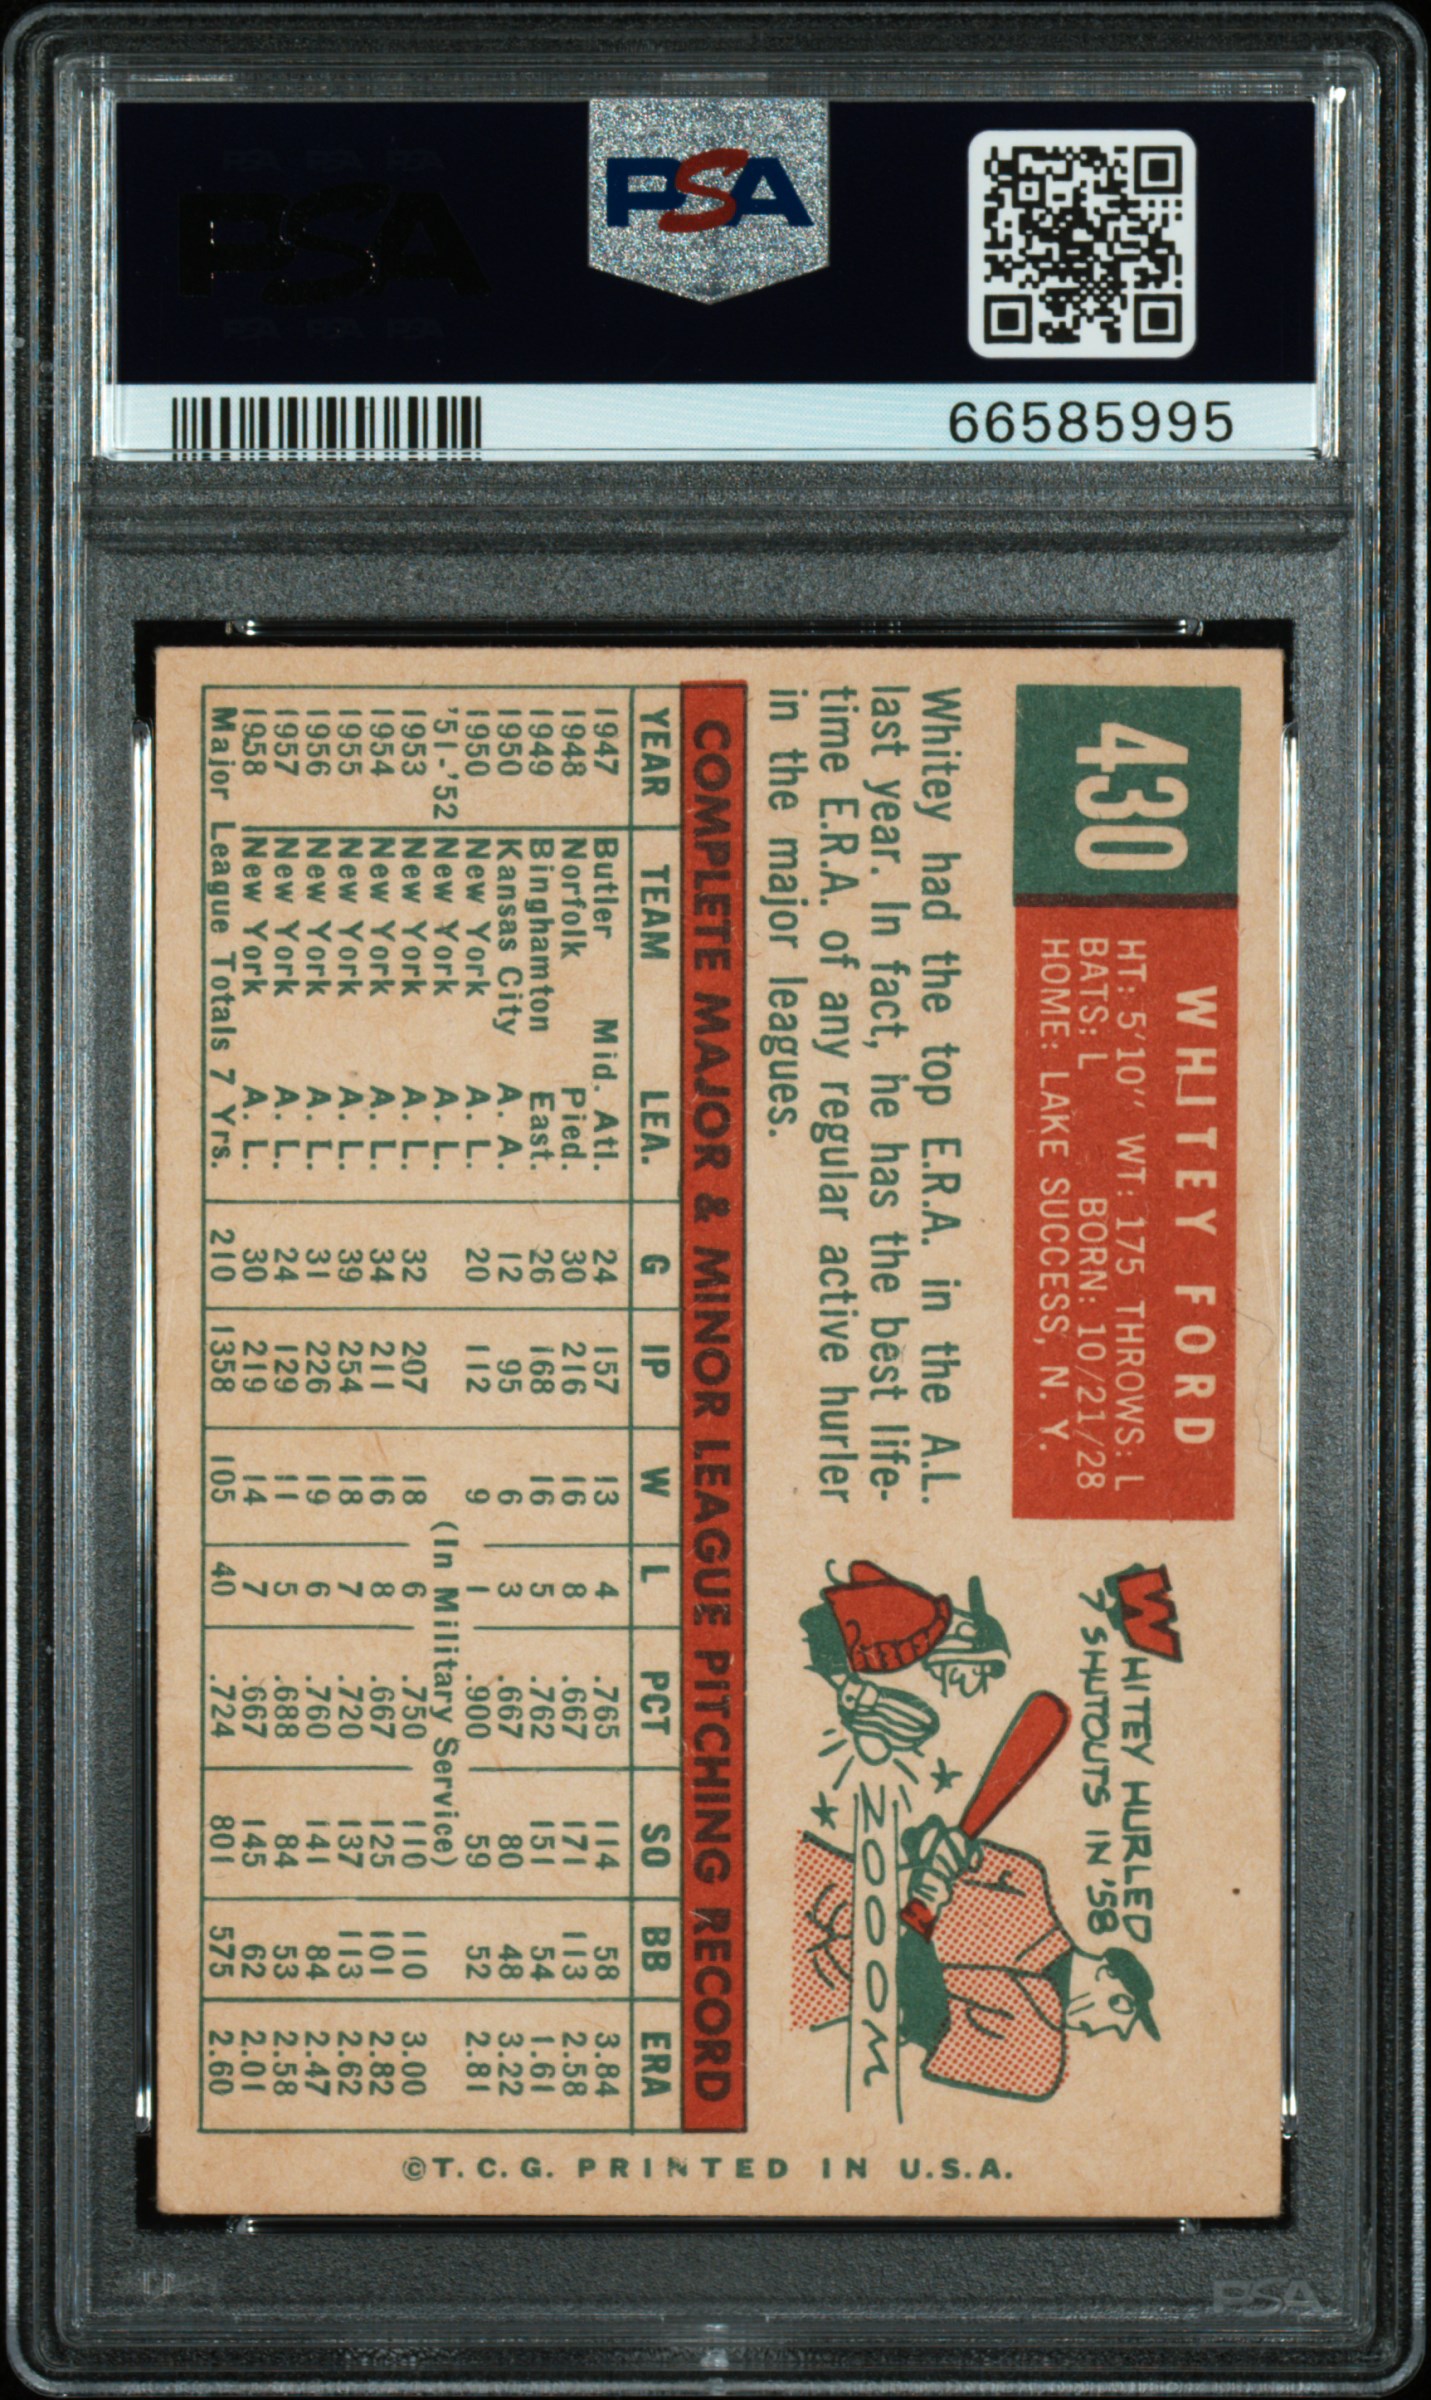 PSA
PSA
66585995
430
WHITEY FORD
HT: 5'10" WT: 175 THROWS: L
BATS: L BORN: 10/21/28
HOME: LAKE SUCCESS, N. Y.
Whitey had the top E.R.A. in the A.L.
last year. In fact, he has the best life-
time E.R.A. of any regular active hurler
in the major leagues.
WHITEY HURLED
7 SHUTOUTS IN '58
ZOOOOM
COMPLETE MAJOR & MINOR LEAGUE PITCHING RECORD
YEAR TEAM LEA. G IP W L PCT SO BB ERA
1947 Butler Mid. Atl. 24 157 13 4 .765 114 58 3.84
1948 Norfolk Pied. 30 216 16 8 .667 171 113 2.58
1949 Binghamton East. 26 168 16 5 .762 151 54 1.61
1950 Kansas City A. A. 12 95 6 3 .667 80 48 3.22
1950 New York A. L. 20 112 9 1 .900 59 52 2.81
'51-'52 New York A. L. (In Military Service)
1953 New York A. L. 32 207 18 6 .750 110 110 3.00
1954 New York A. L. 34 211 16 8 .667 125 101 2.82
1955 New York A. L. 39 254 18 7 .720 137 113 2.62
1956 New York A. L. 31 226 19 6 .760 141 84 2.47
1957 New York A. L. 24 129 11 5 .688 84 53 2.58
1958 New York A. L. 30 219 14 7 .667 145 62 2.01
Major League Totals 7 Yrs. 210 1358 105 40 .724 801 575 2.60
©T. C. G. PRINTED IN U.S.A.
PSA